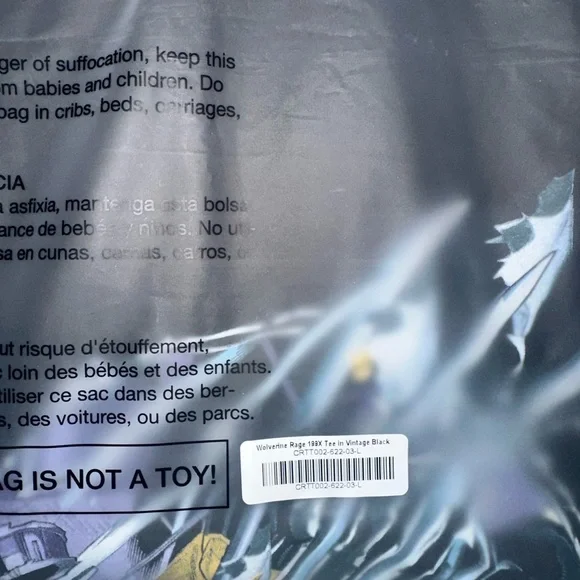 ger of suffocation, keep this
m babies and children. Do
bag in cribs, beds, carriages,
CIA
a asfixia, mantenga esta bolsa
ance de bebés y niños. No uti-
sa en cunas, camas, carros, o
ut risque d'étouffement,
c loin des bébés et des enfants.
tiliser ce sac dans des ber-
s, des voitures, ou des parcs.
AG IS NOT A TOY!
Wolverine Rage 199X Tee in Vintage Black
CRTT002-622-03-L
CRTT002-622-03-L